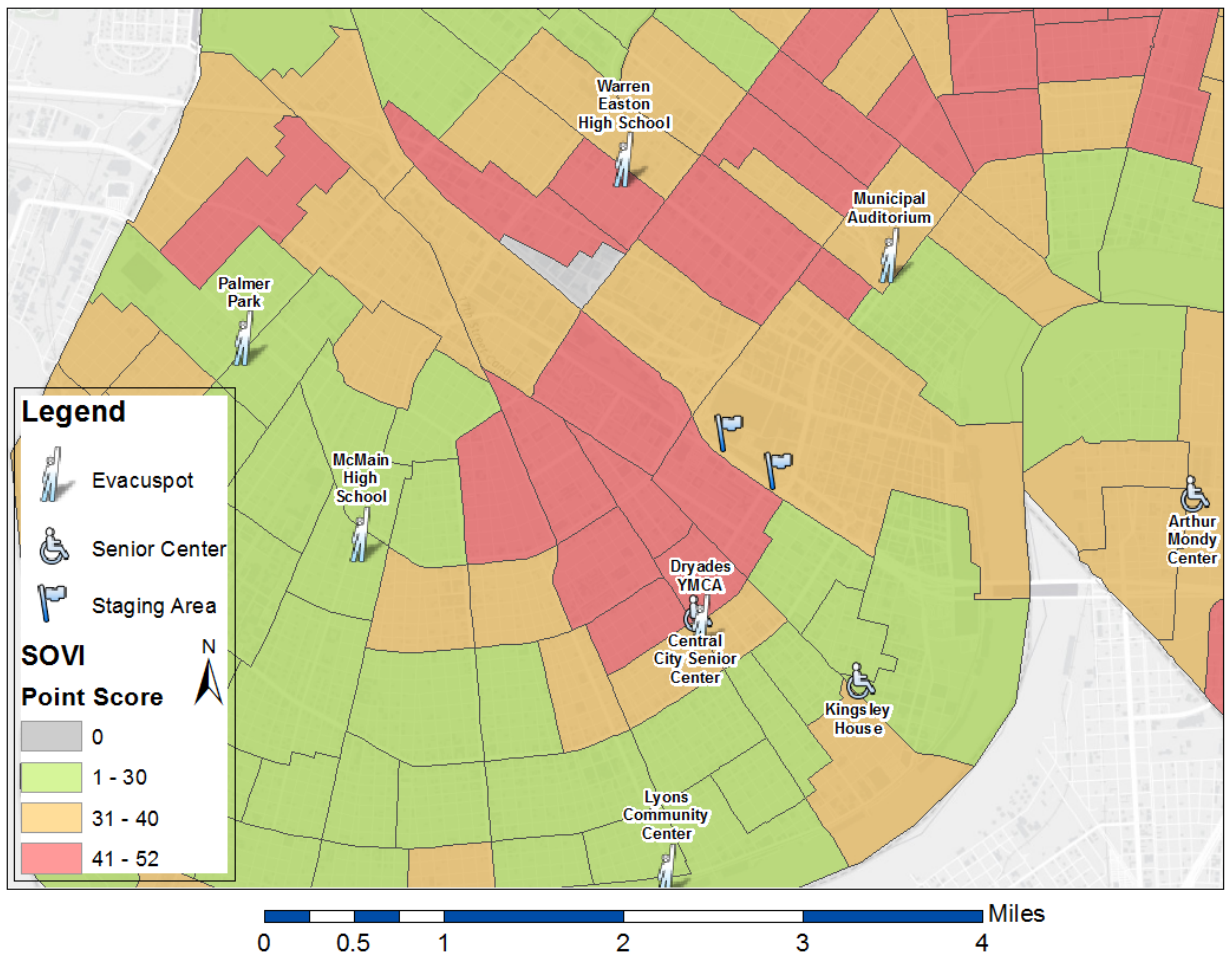 Warren
Easton
High School
Municipal
Auditorium
Palmer
Park
McMain
High
School
Arthur
Mondy
Center
Dryades
YMCA
Central
City Senior
Center
Kingsley
House
Lyons
Community
Center
Legend
Evacuspot
Senior Center
Staging Area
SOVI
N
Point Score
0
1 - 30
31 - 40
41 - 52
Miles
0 0.5 1 2 3 4